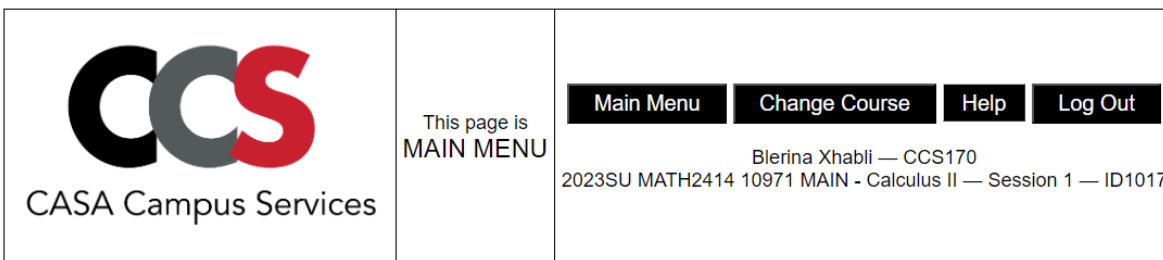 CCS
CASA Campus Services
This page is
MAIN MENU
Main Menu
Change Course
Help
Log Out
Blerina Xhabli — CCS170
2023SU MATH2414 10971 MAIN - Calculus II — Session 1 — ID1017